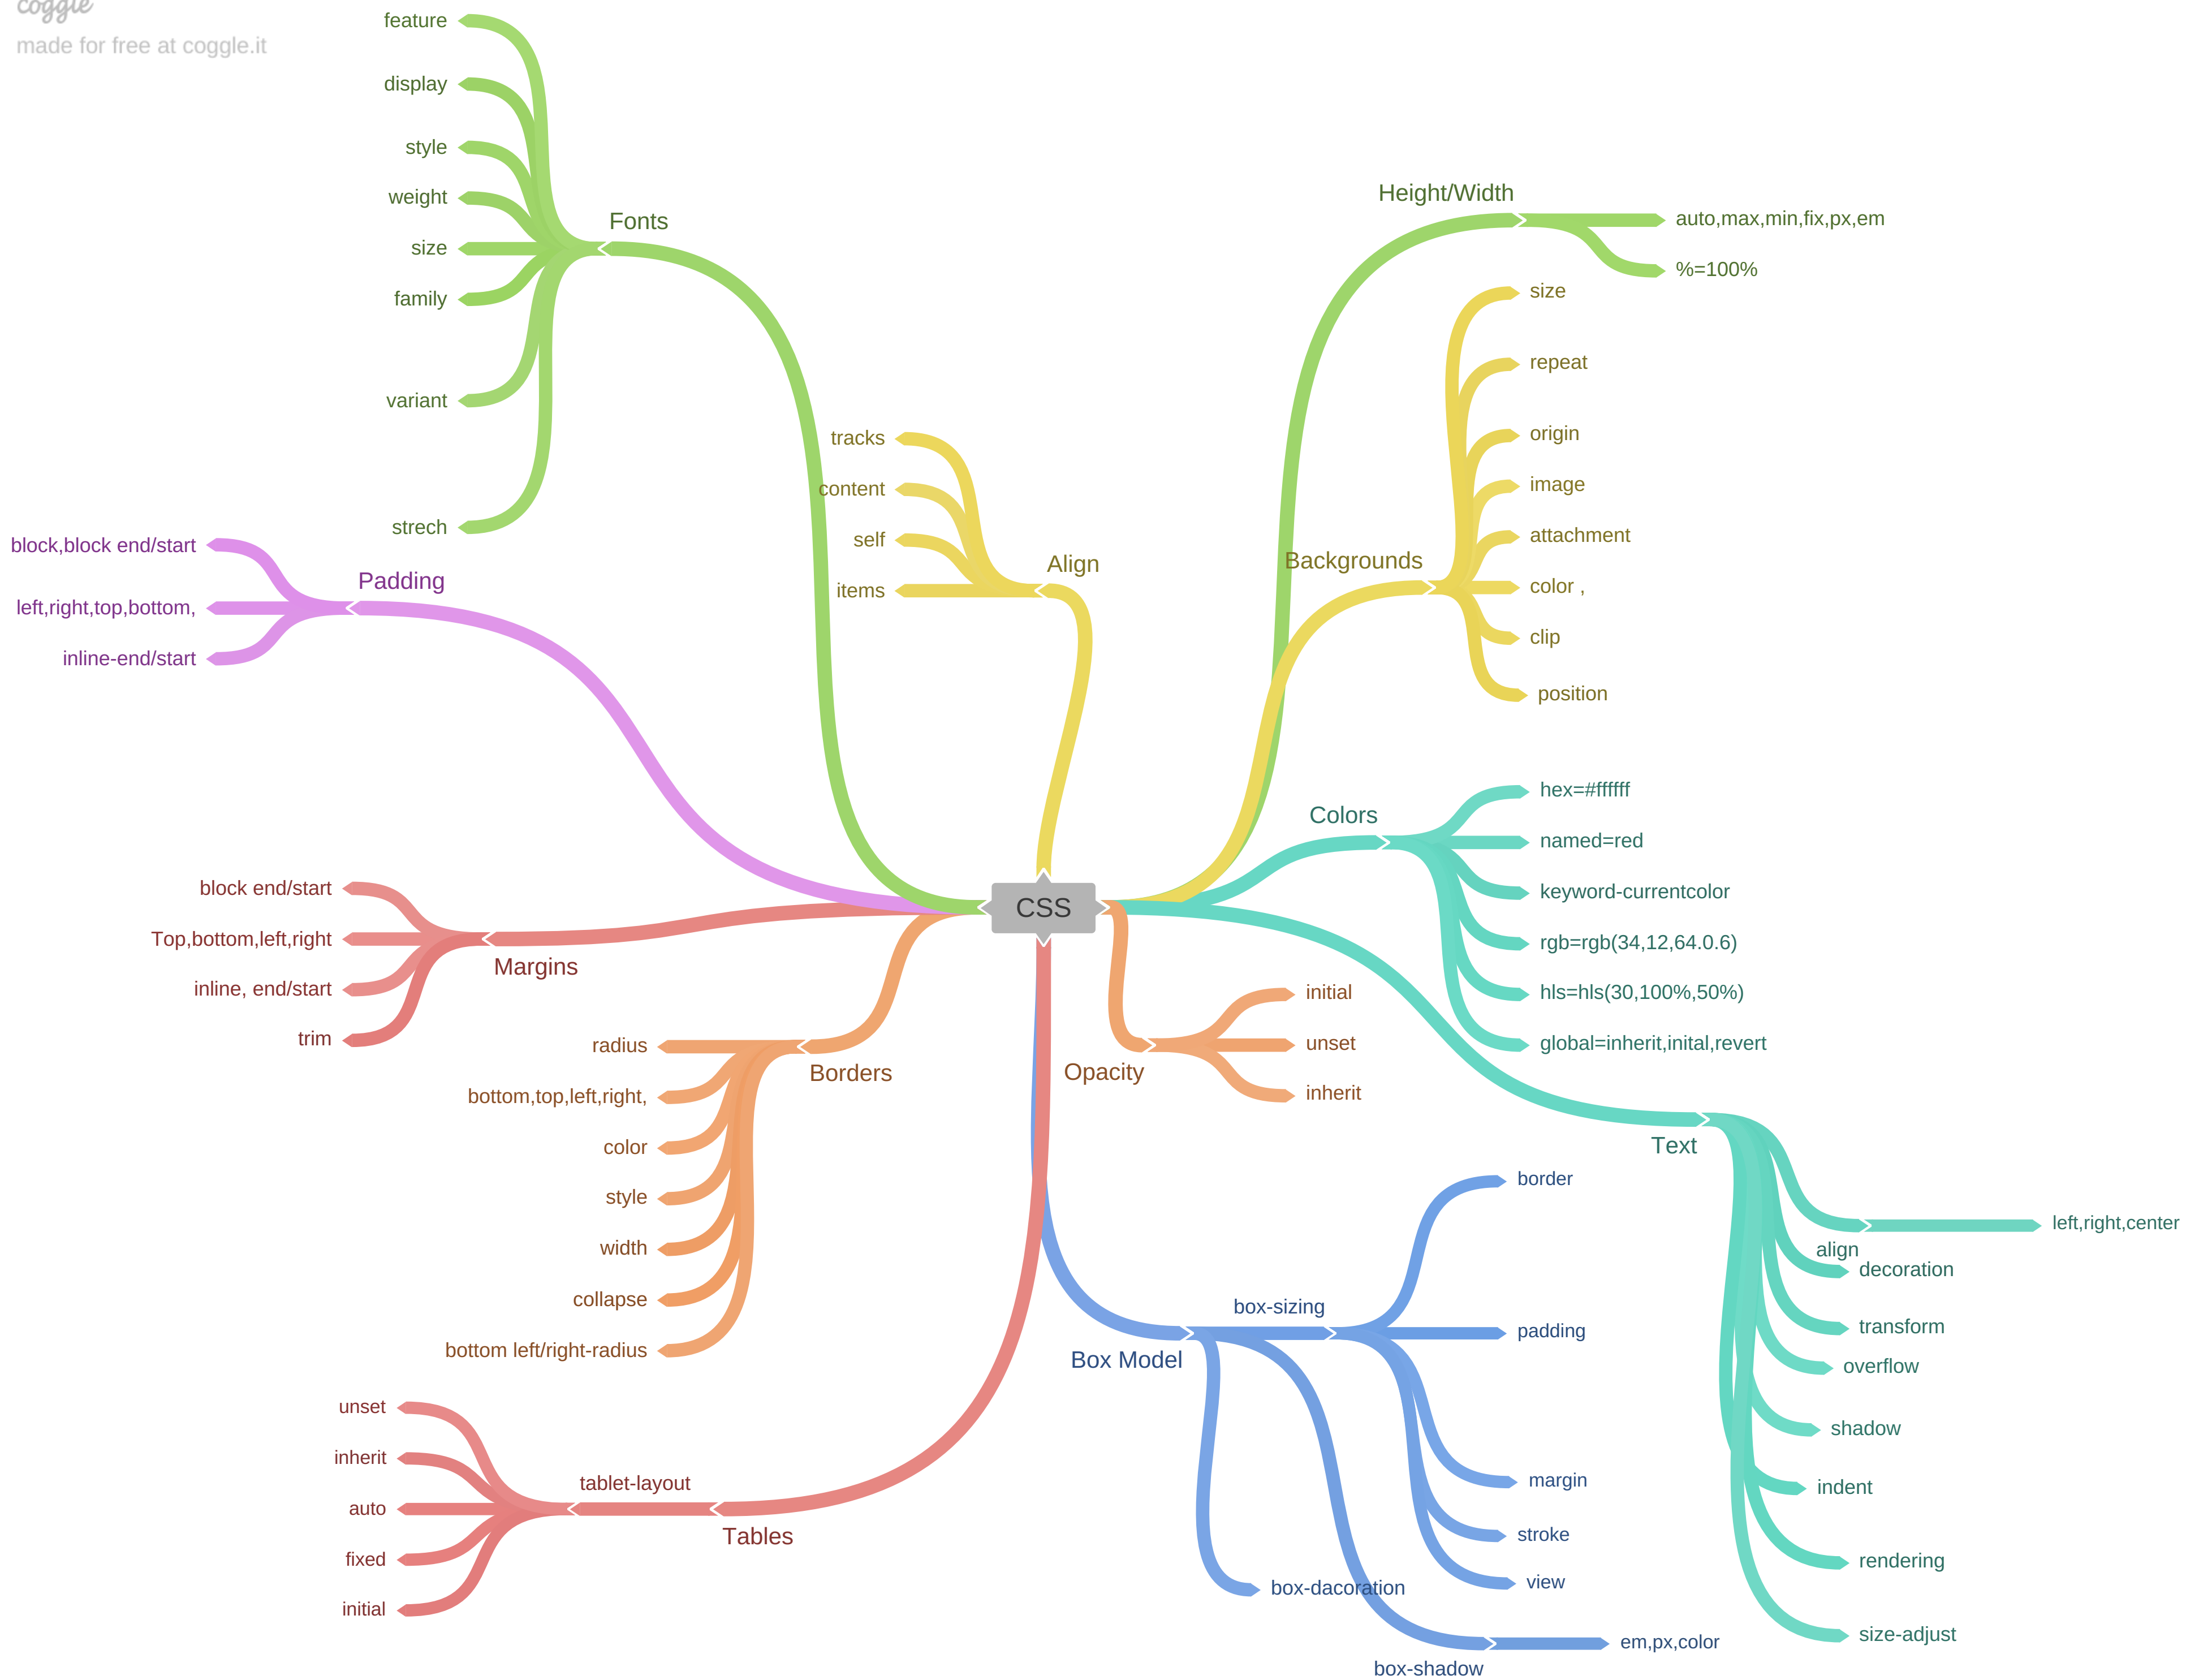 coggle
made for free at coggle.it
feature
display
style
weight
size
family
variant
strech
Fonts
tracks
content
self
items
Align
block,block end/start
left,right,top,bottom,
inline-end/start
Padding
block end/start
Top,bottom,left,right
inline, end/start
trim
Margins
radius
bottom,top,left,right,
color
style
width
collapse
bottom left/right-radius
Borders
unset
inherit
auto
fixed
initial
tablet-layout
Tables
CSS
Height/Width
auto,max,min,fix,px,em
%=100%
Backgrounds
size
repeat
origin
image
attachment
color ,
clip
position
Colors
hex=#ffffff
named=red
keyword-currentcolor
rgb=rgb(34,12,64.0.6)
hls=hls(30,100%,50%)
global=inherit,inital,revert
Opacity
initial
unset
inherit
Text
align
left,right,center
decoration
transform
overflow
shadow
indent
rendering
size-adjust
Box Model
box-sizing
border
padding
margin
stroke
view
box-dacoration
box-shadow
em,px,color